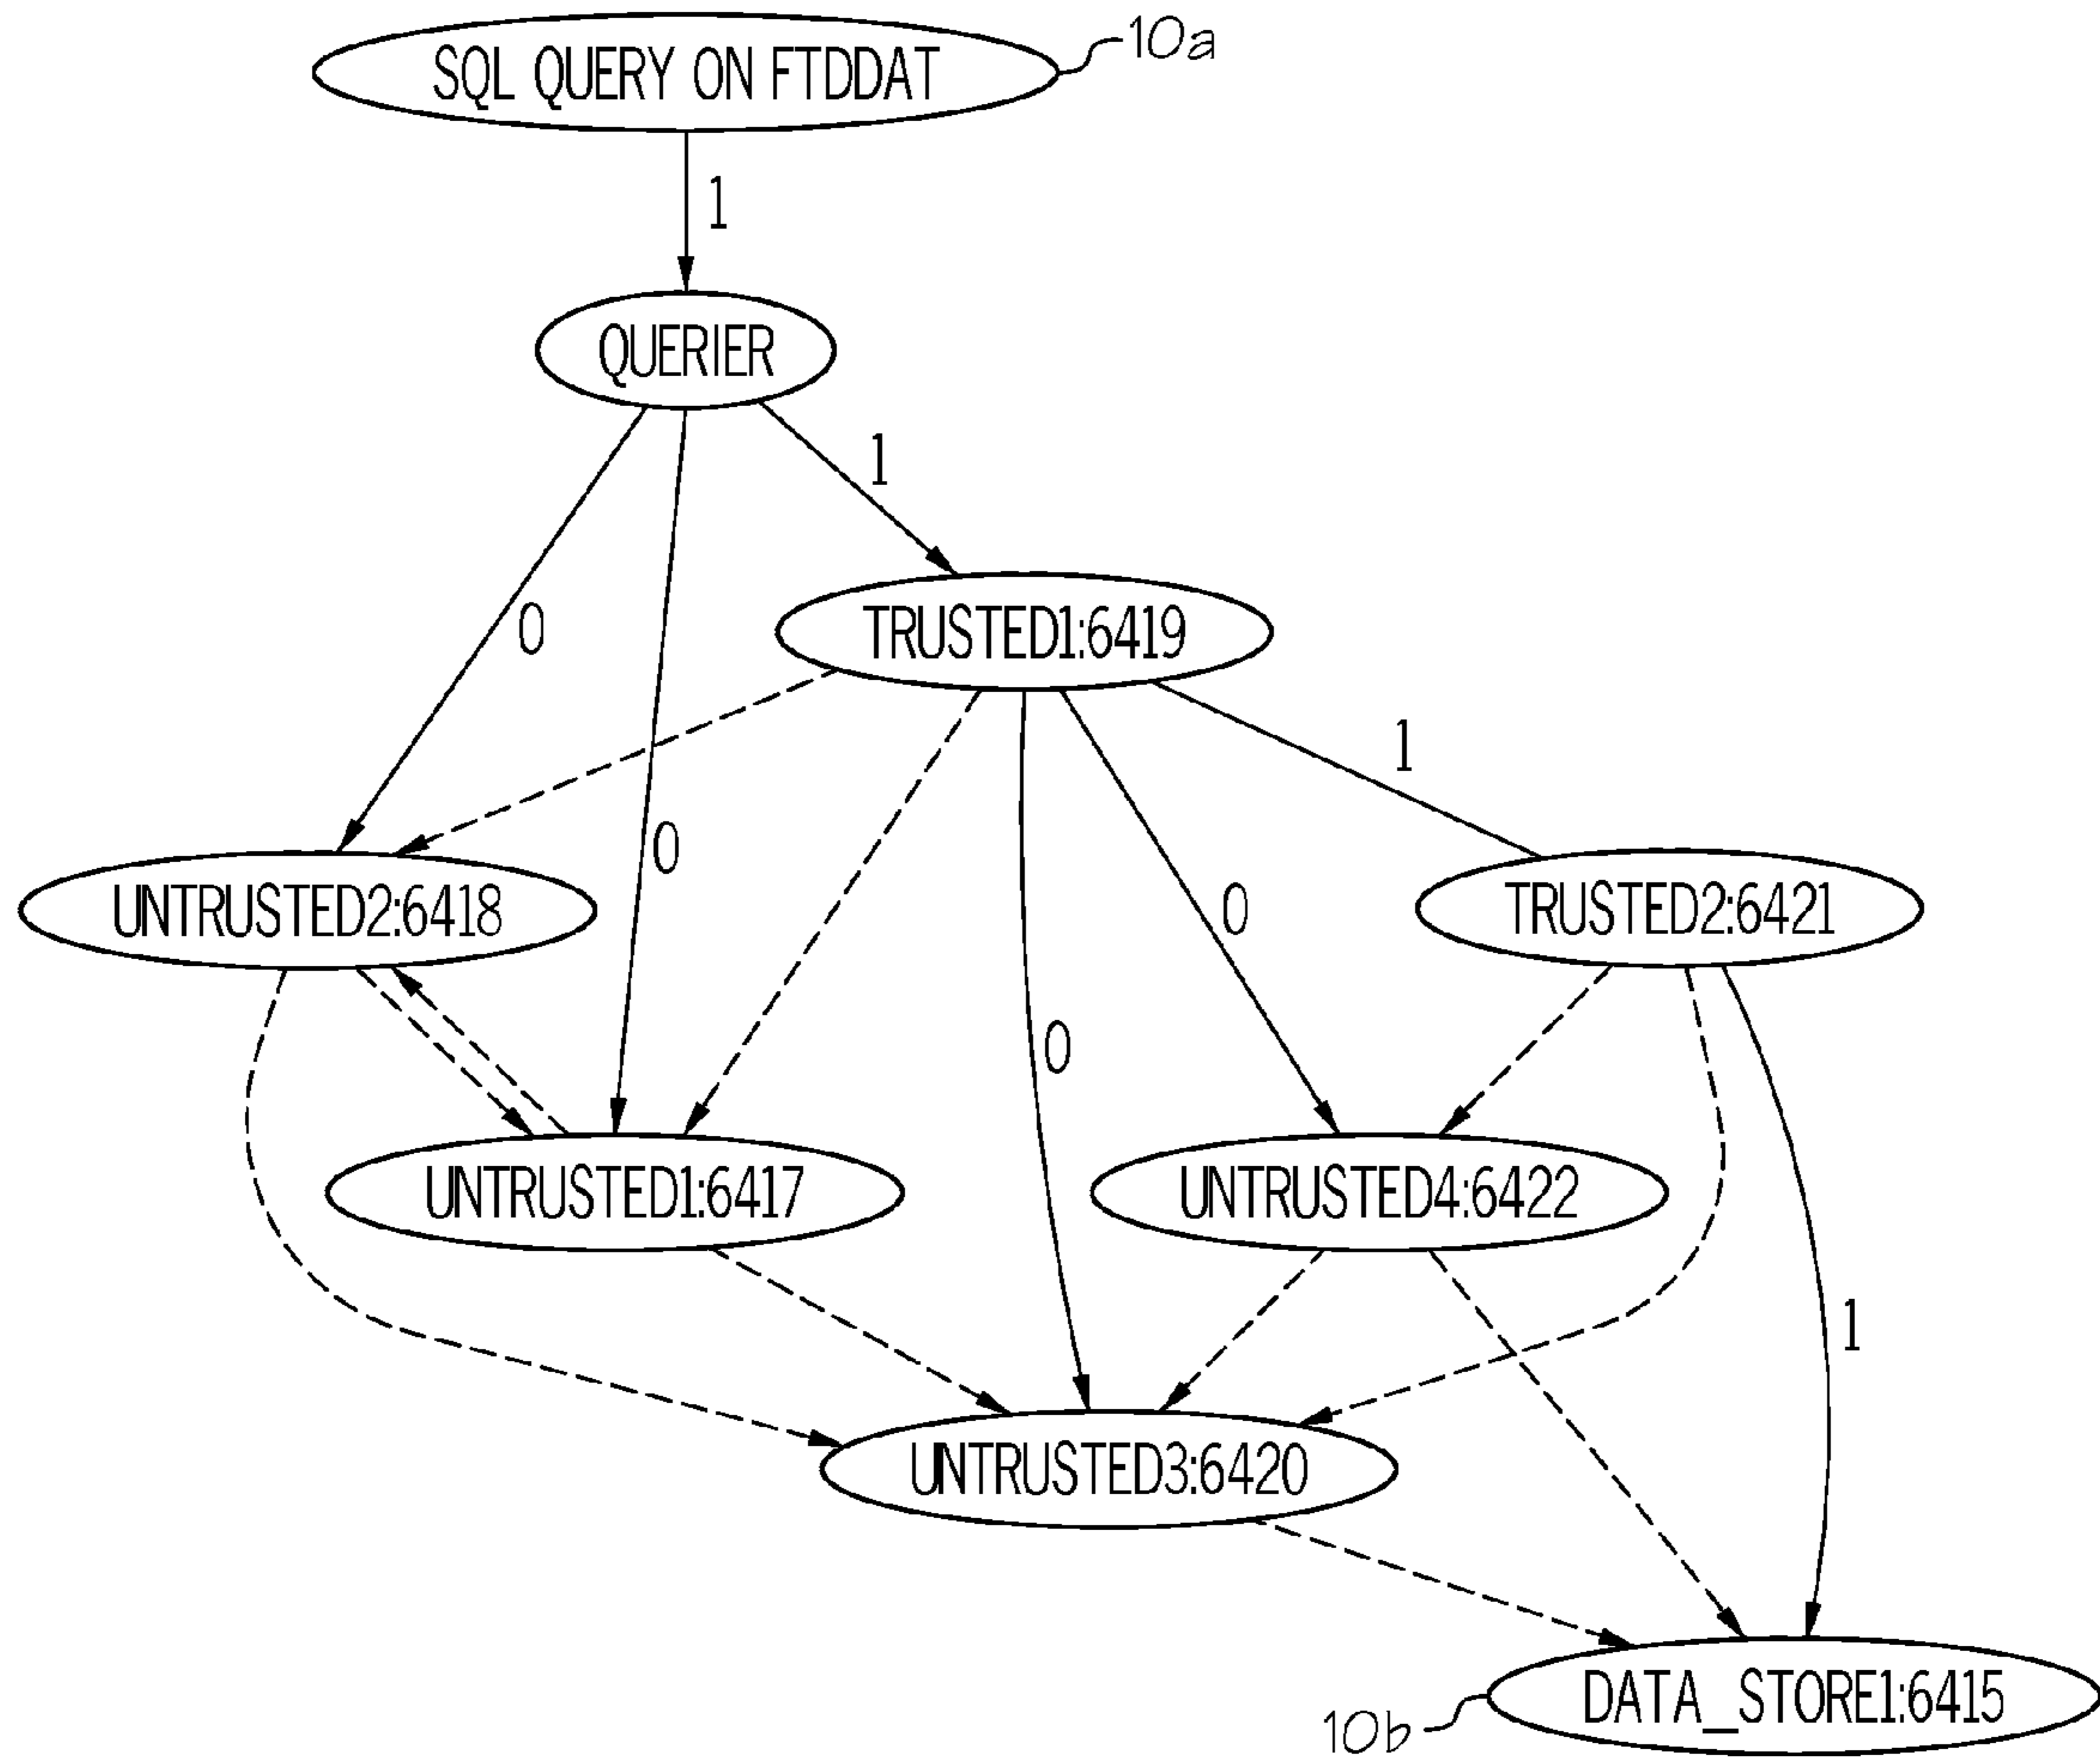 SQL QUERY ON FTDDAT
10a
1
QUERIER
1
0
TRUSTED1:6419
1
0
UNTRUSTED2:6418
0
TRUSTED2:6421
0
UNTRUSTED1:6417
UNTRUSTED4:6422
1
UNTRUSTED3:6420
DATA_STORE1:6415
10b